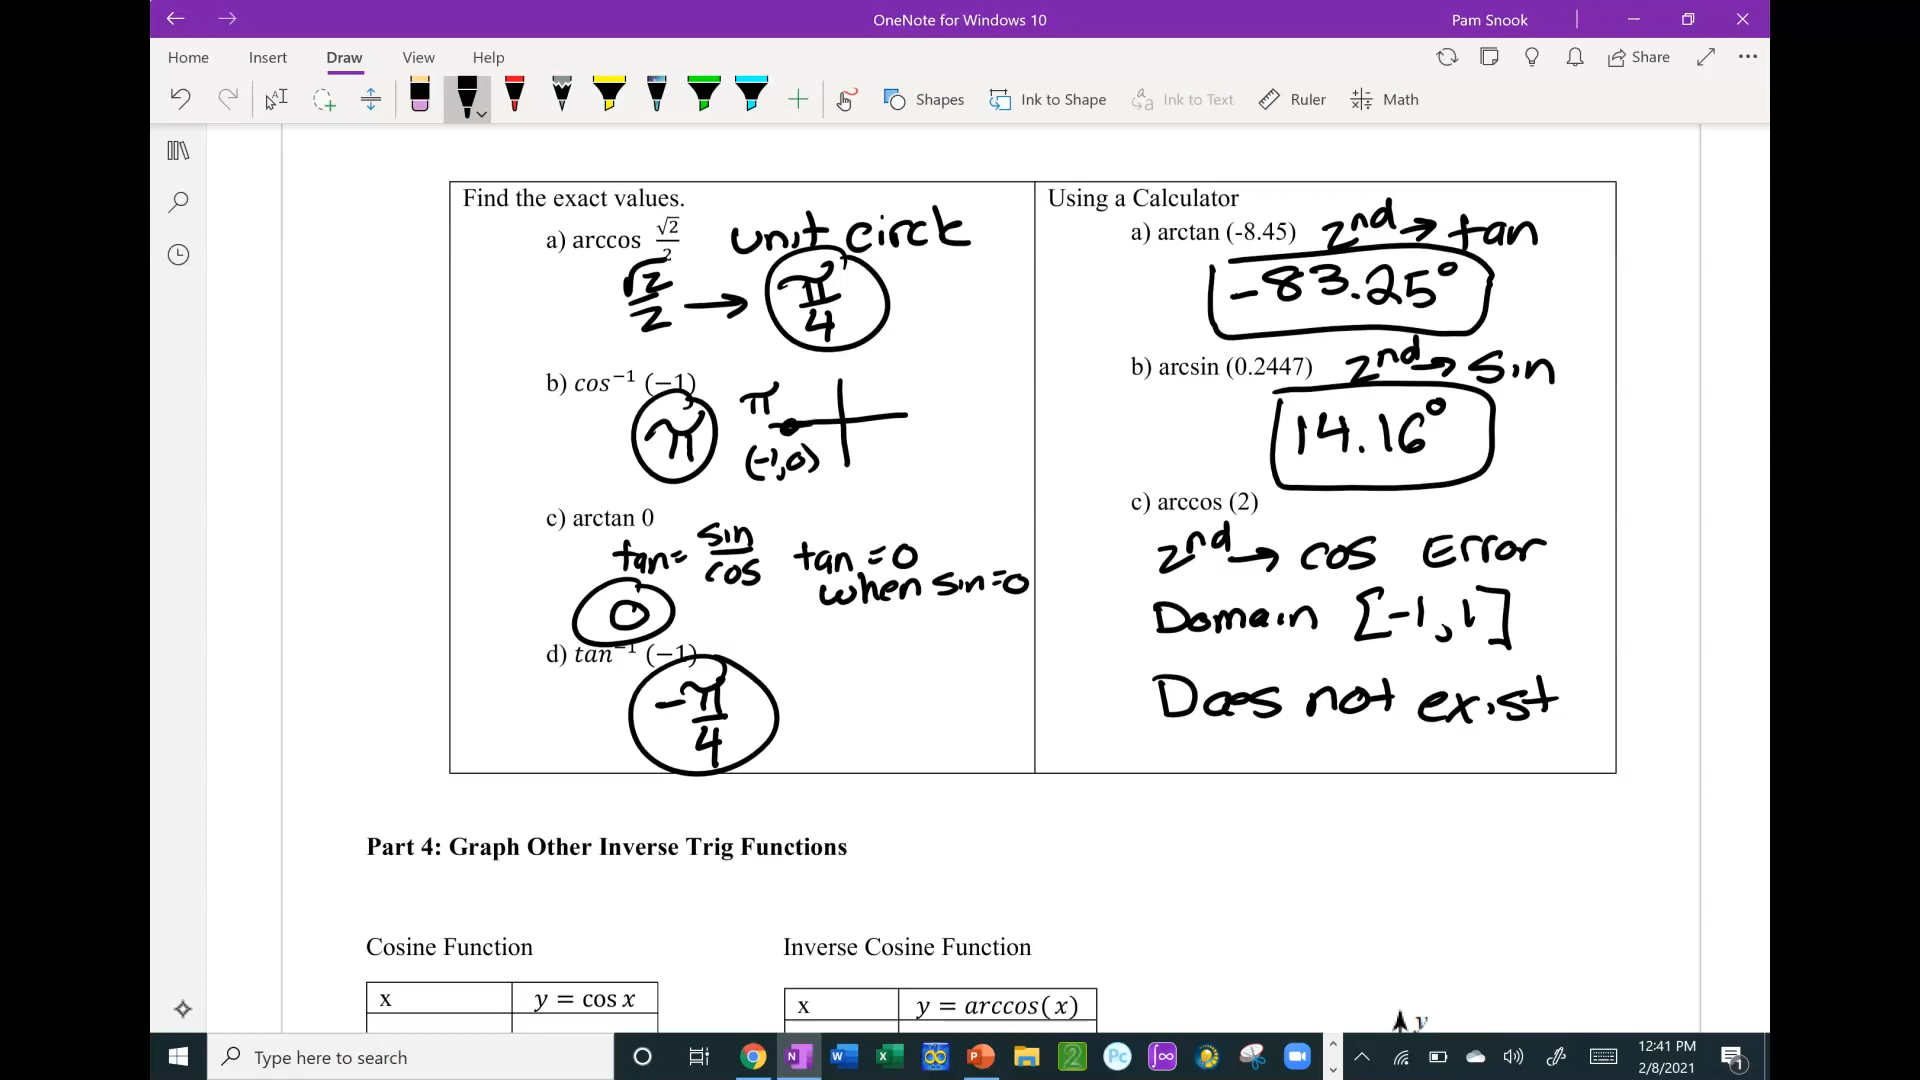 OneNote for Windows 10
Pam Snook
Home Insert Draw View Help
Share
Shapes Ink to Shape Ink to Text Ruler Math
Find the exact values.
a) arccos √2/2
unit circle
√2/2 → π/4
b) cos⁻¹ (−1)
π
π
(-1,0)
c) arctan 0
tan = sin/cos tan = 0
when sin = 0
0
d) tan⁻¹ (−1)
-π/4
Using a Calculator
a) arctan (-8.45) 2nd → tan
-83.25°
b) arcsin (0.2447) 2nd → sin
14.16°
c) arccos (2)
2nd → cos Error
Domain [-1,1]
Does not exist
Part 4: Graph Other Inverse Trig Functions
Cosine Function
Inverse Cosine Function
x y = cos x
x y = arccos(x)
y
Type here to search
12:41 PM
2/8/2021